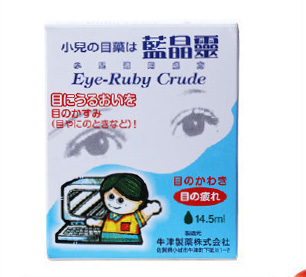 小兒の目薬は 藍晶靈
Eye-Ruby Crude
目にうるおいを
目のかすみ
(目やにのときなど)!
目のかわき
目の疲れ
14.5ml
製造元
牛津製薬株式会社